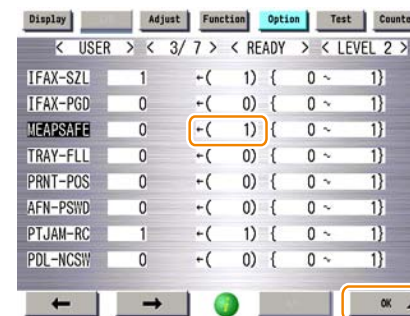 Display Adjust Function Option Test Counte
< USER > < 3/ 7 > < READY > < LEVEL 2 >
IFAX-SZL 1 ←( 1) { 0 ~ 1}
IFAX-PGD 0 ←( 0) { 0 ~ 1}
MEAPSAFE 0 ←( 1) { 0 ~ 1}
TRAY-FLL 0 ←( 0) { 0 ~ 1}
PRNT-POS 0 ←( 0) { 0 ~ 1}
AFN-PSWD 0 ←( 0) { 0 ~ 1}
PTJAM-RC 1 ←( 1) { 0 ~ 1}
PDL-NCSW 0 ←( 0) { 0 ~ 1}
← → i OK